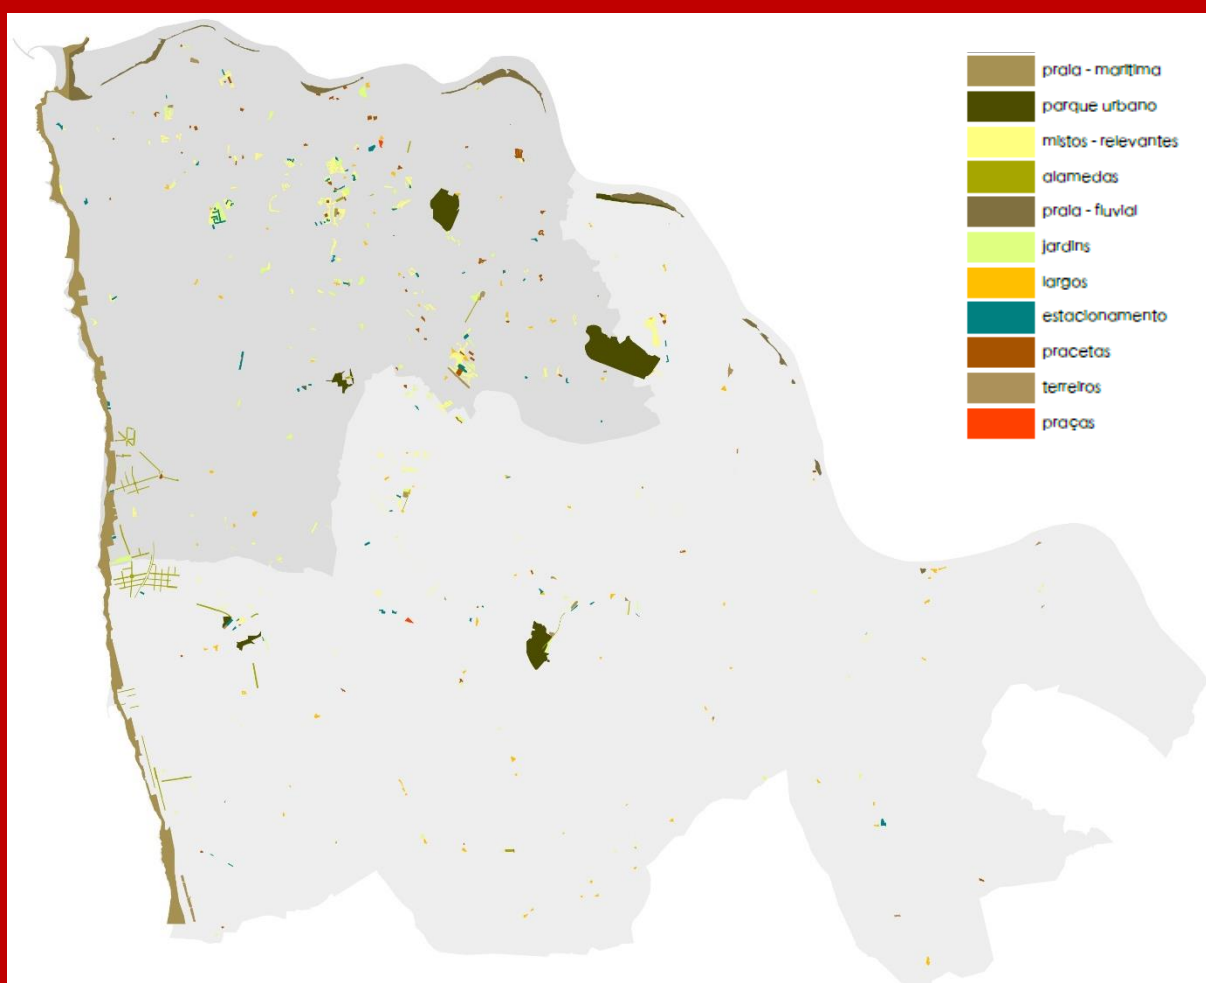 praia - marítima
parque urbano
mistos - relevantes
alamedas
praia - fluvial
jardins
largos
estacionamento
pracetas
terreiros
praças